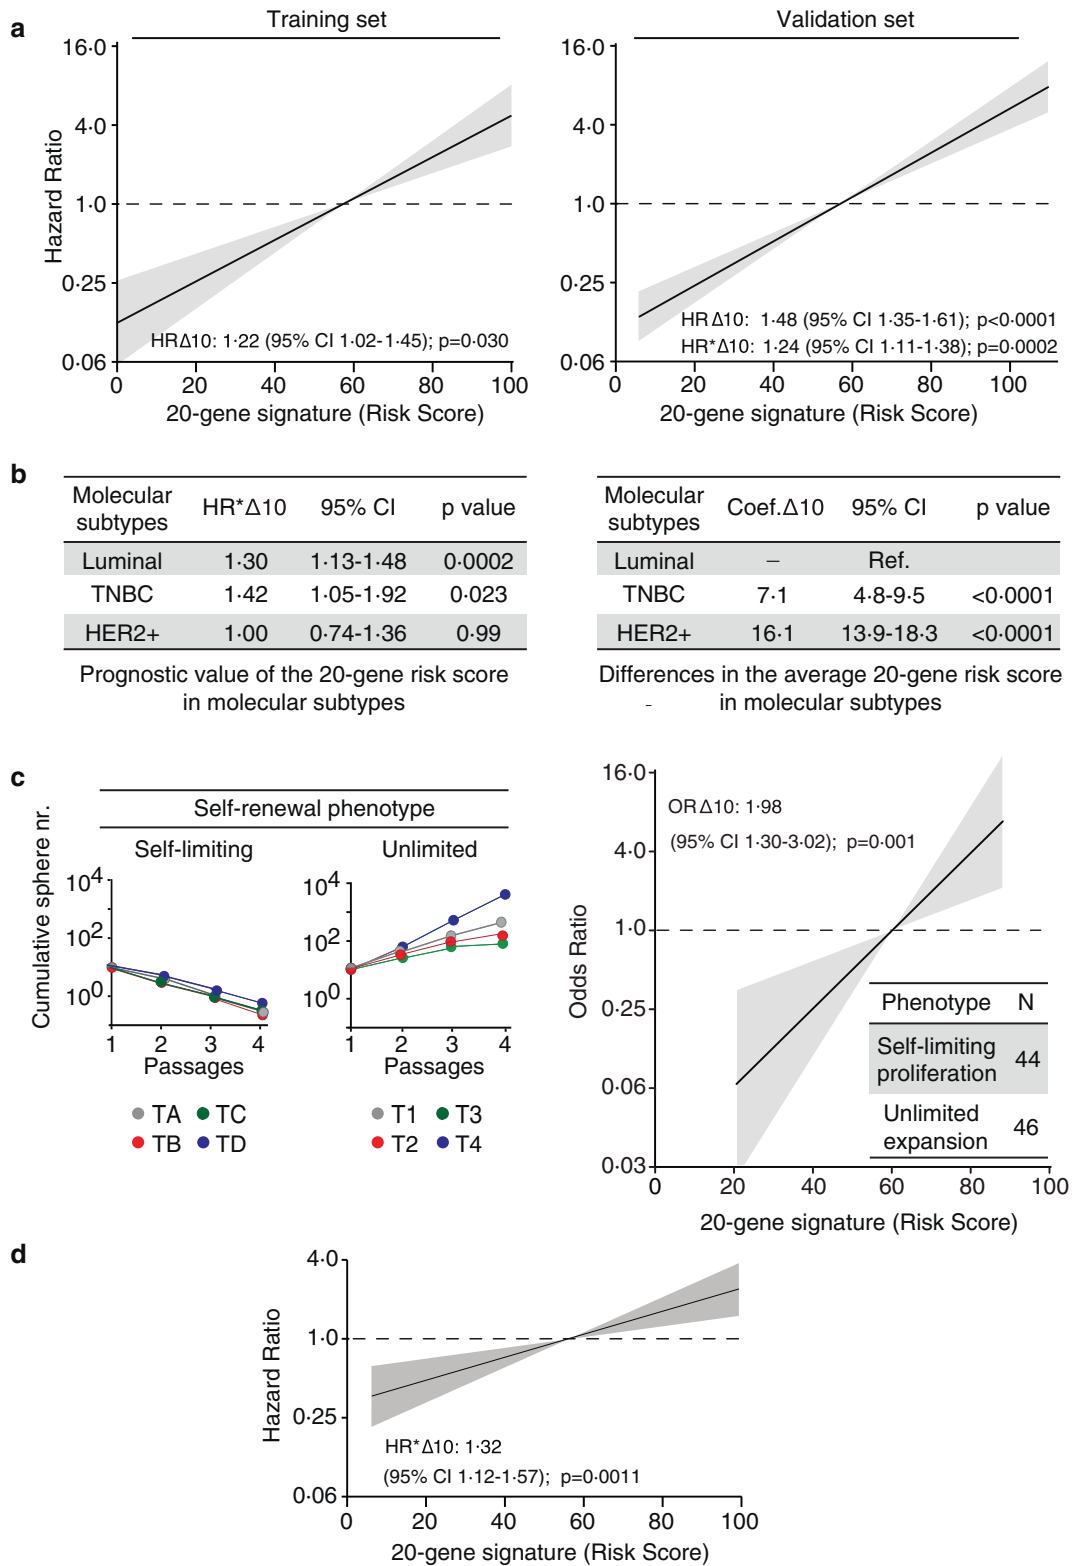 a
Training set
Hazard Ratio
16·0
4·0
1·0
0·25
0·06
HRΔ10: 1·22 (95% CI 1·02-1·45); p=0·030
0 20 40 60 80 100
20-gene signature (Risk Score)
Validation set
16·0
4·0
1·0
0·25
0·06
HRΔ10: 1·48 (95% CI 1·35-1·61); p<0·0001
HR*Δ10: 1·24 (95% CI 1·11-1·38); p=0·0002
0 20 40 60 80 100
20-gene signature (Risk Score)
b
Molecular subtypes HR*Δ10 95% CI p value
Luminal 1·30 1·13-1·48 0·0002
TNBC 1·42 1·05-1·92 0·023
HER2+ 1·00 0·74-1·36 0·99
Prognostic value of the 20-gene risk score
in molecular subtypes
Molecular subtypes Coef.Δ10 95% CI p value
Luminal – Ref.
TNBC 7·1 4·8-9·5 <0·0001
HER2+ 16·1 13·9-18·3 <0·0001
Differences in the average 20-gene risk score
- in molecular subtypes
c
Self-renewal phenotype
Self-limiting
Unlimited
Cumulative sphere nr.
10⁴
10²
10⁰
1 2 3 4
Passages
TA TC
TB TD
10⁴
10²
10⁰
1 2 3 4
Passages
T1 T3
T2 T4
Odds Ratio
16·0
4·0
1·0
0·25
0·06
0·03
ORΔ10: 1·98
(95% CI 1·30-3·02); p=0·001
Phenotype N
Self-limiting
proliferation 44
Unlimited
expansion 46
0 20 40 60 80 100
20-gene signature (Risk Score)
d
Hazard Ratio
4·0
1·0
0·25
0·06
HR*Δ10: 1·32
(95% CI 1·12-1·57); p=0·0011
0 20 40 60 80 100
20-gene signature (Risk Score)